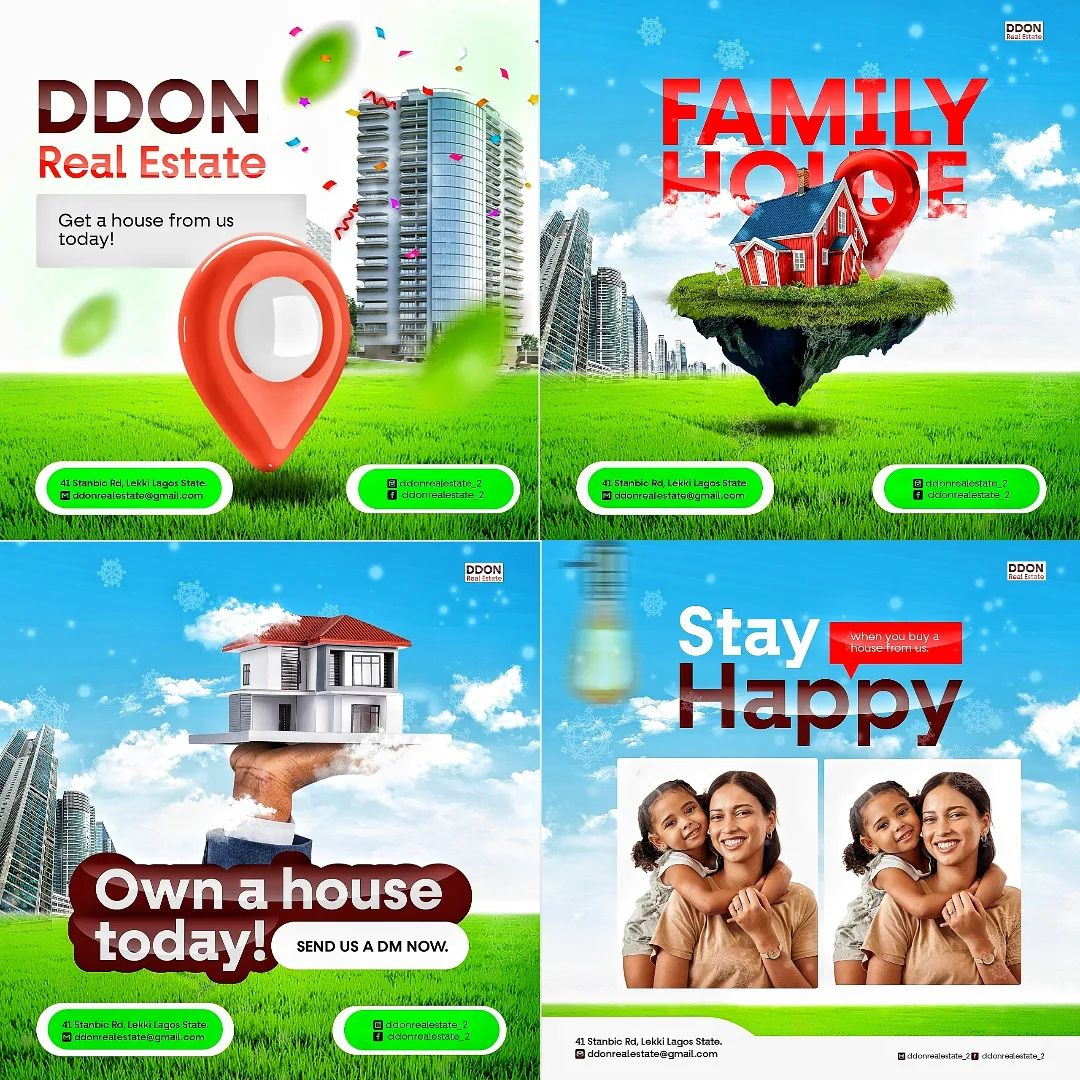 DDON
Real Estate
Get a house from us
today!
41 Stanbic Rd, Lekki Lagos State.
ddonrealestate@gmail.com
ddonrealestate_2
ddonrealestate_2
DDON
Real Estate
FAMILY
HOUSE
41 Stanbic Rd, Lekki Lagos State.
ddonrealestate@gmail.com
ddonrealestate_2
ddonrealestate_2
DDON
Real Estate
Own a house
today!
SEND US A DM NOW.
41 Stanbic Rd, Lekki Lagos State.
ddonrealestate@gmail.com
ddonrealestate_2
ddonrealestate_2
DDON
Real Estate
Stay
when you buy a
house from us.
Happy
41 Stanbic Rd, Lekki Lagos State.
ddonrealestate@gmail.com
ddonrealestate_2 ddonrealestate_2